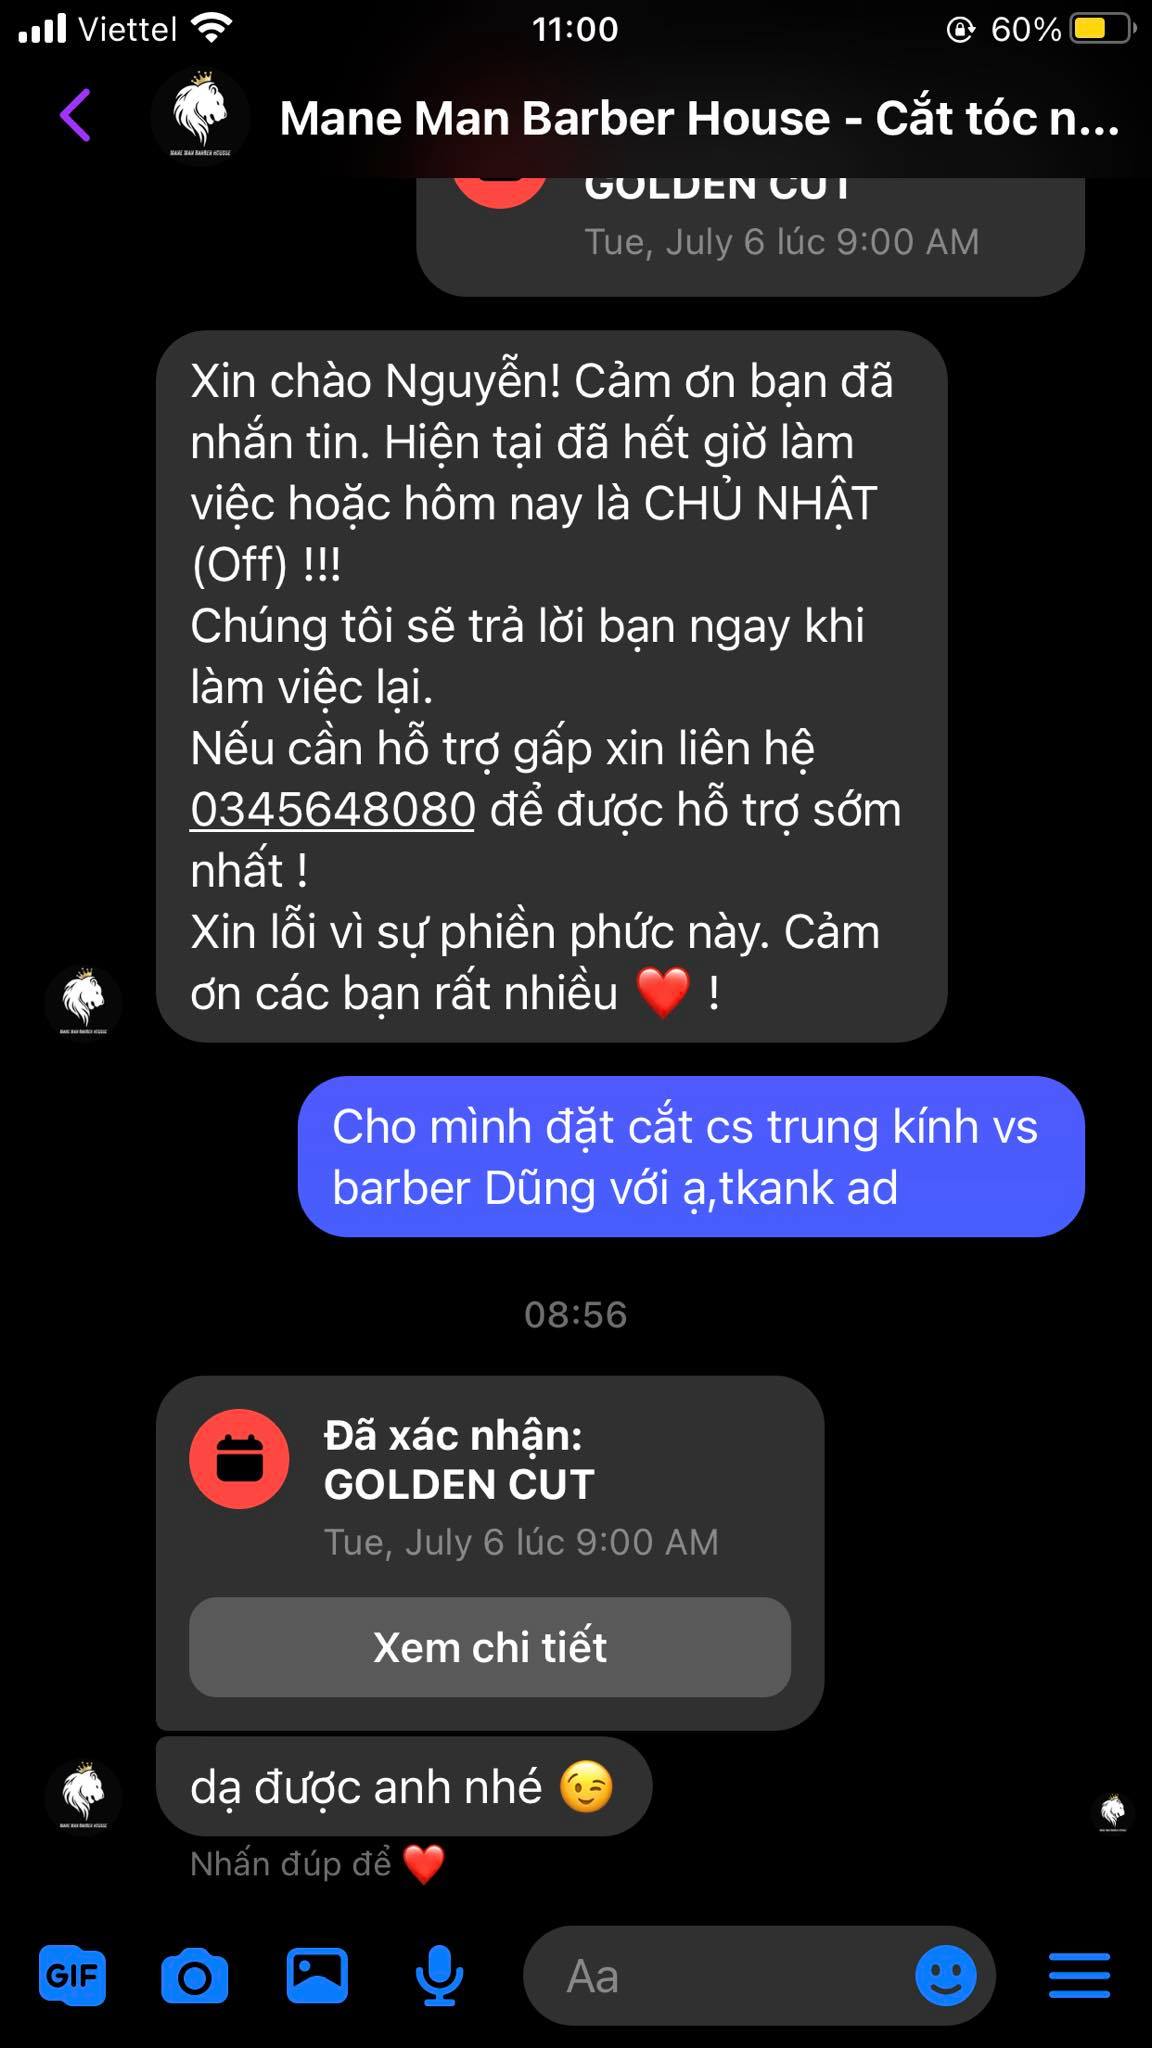 Viettel 11:00 60%
Mane Man Barber House - Cắt tóc n...
GOLDEN CUT
Tue, July 6 lúc 9:00 AM
Xin chào Nguyễn! Cảm ơn bạn đã
nhắn tin. Hiện tại đã hết giờ làm
việc hoặc hôm nay là CHỦ NHẬT
(Off) !!!
Chúng tôi sẽ trả lời bạn ngay khi
làm việc lại.
Nếu cần hỗ trợ gấp xin liên hệ
0345648080 để được hỗ trợ sớm
nhất !
Xin lỗi vì sự phiền phức này. Cảm
ơn các bạn rất nhiều ❤️ !
Cho mình đặt cắt cs trung kính vs
barber Dũng với ạ,tkank ad
08:56
Đã xác nhận:
GOLDEN CUT
Tue, July 6 lúc 9:00 AM
Xem chi tiết
dạ được anh nhé 😉
Nhấn đúp để ❤️
GIF Aa